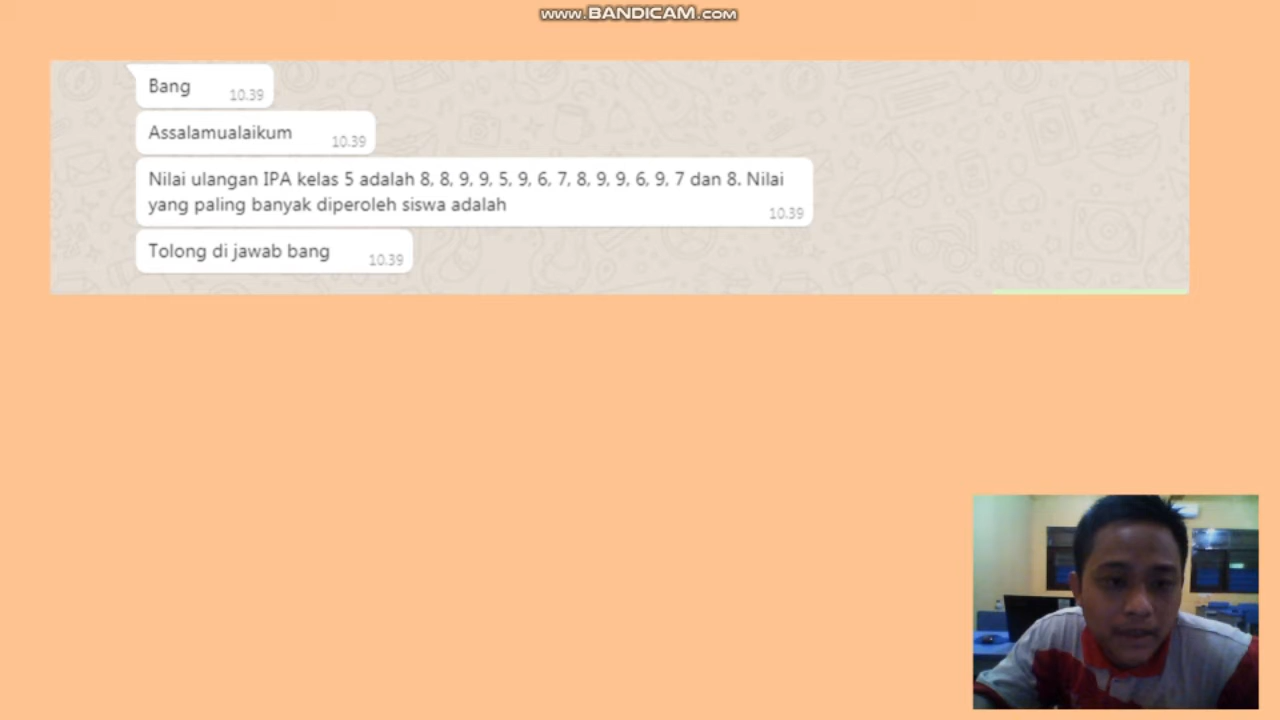 www.BANDICAM.com
Bang
10.39
Assalamualaikum
10.39
Nilai ulangan IPA kelas 5 adalah 8, 8, 9, 9, 5, 9, 6, 7, 8, 9, 9, 6, 9, 7 dan 8. Nilai
yang paling banyak diperoleh siswa adalah
10.39
Tolong di jawab bang
10.39